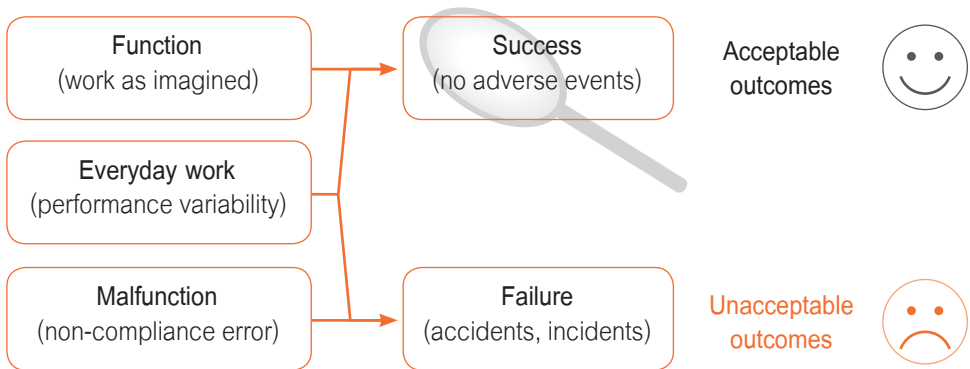 Function
(work as imagined)
Success
(no adverse events)
Acceptable
outcomes
Everyday work
(performance variability)
Malfunction
(non-compliance error)
Failure
(accidents, incidents)
Unacceptable
outcomes